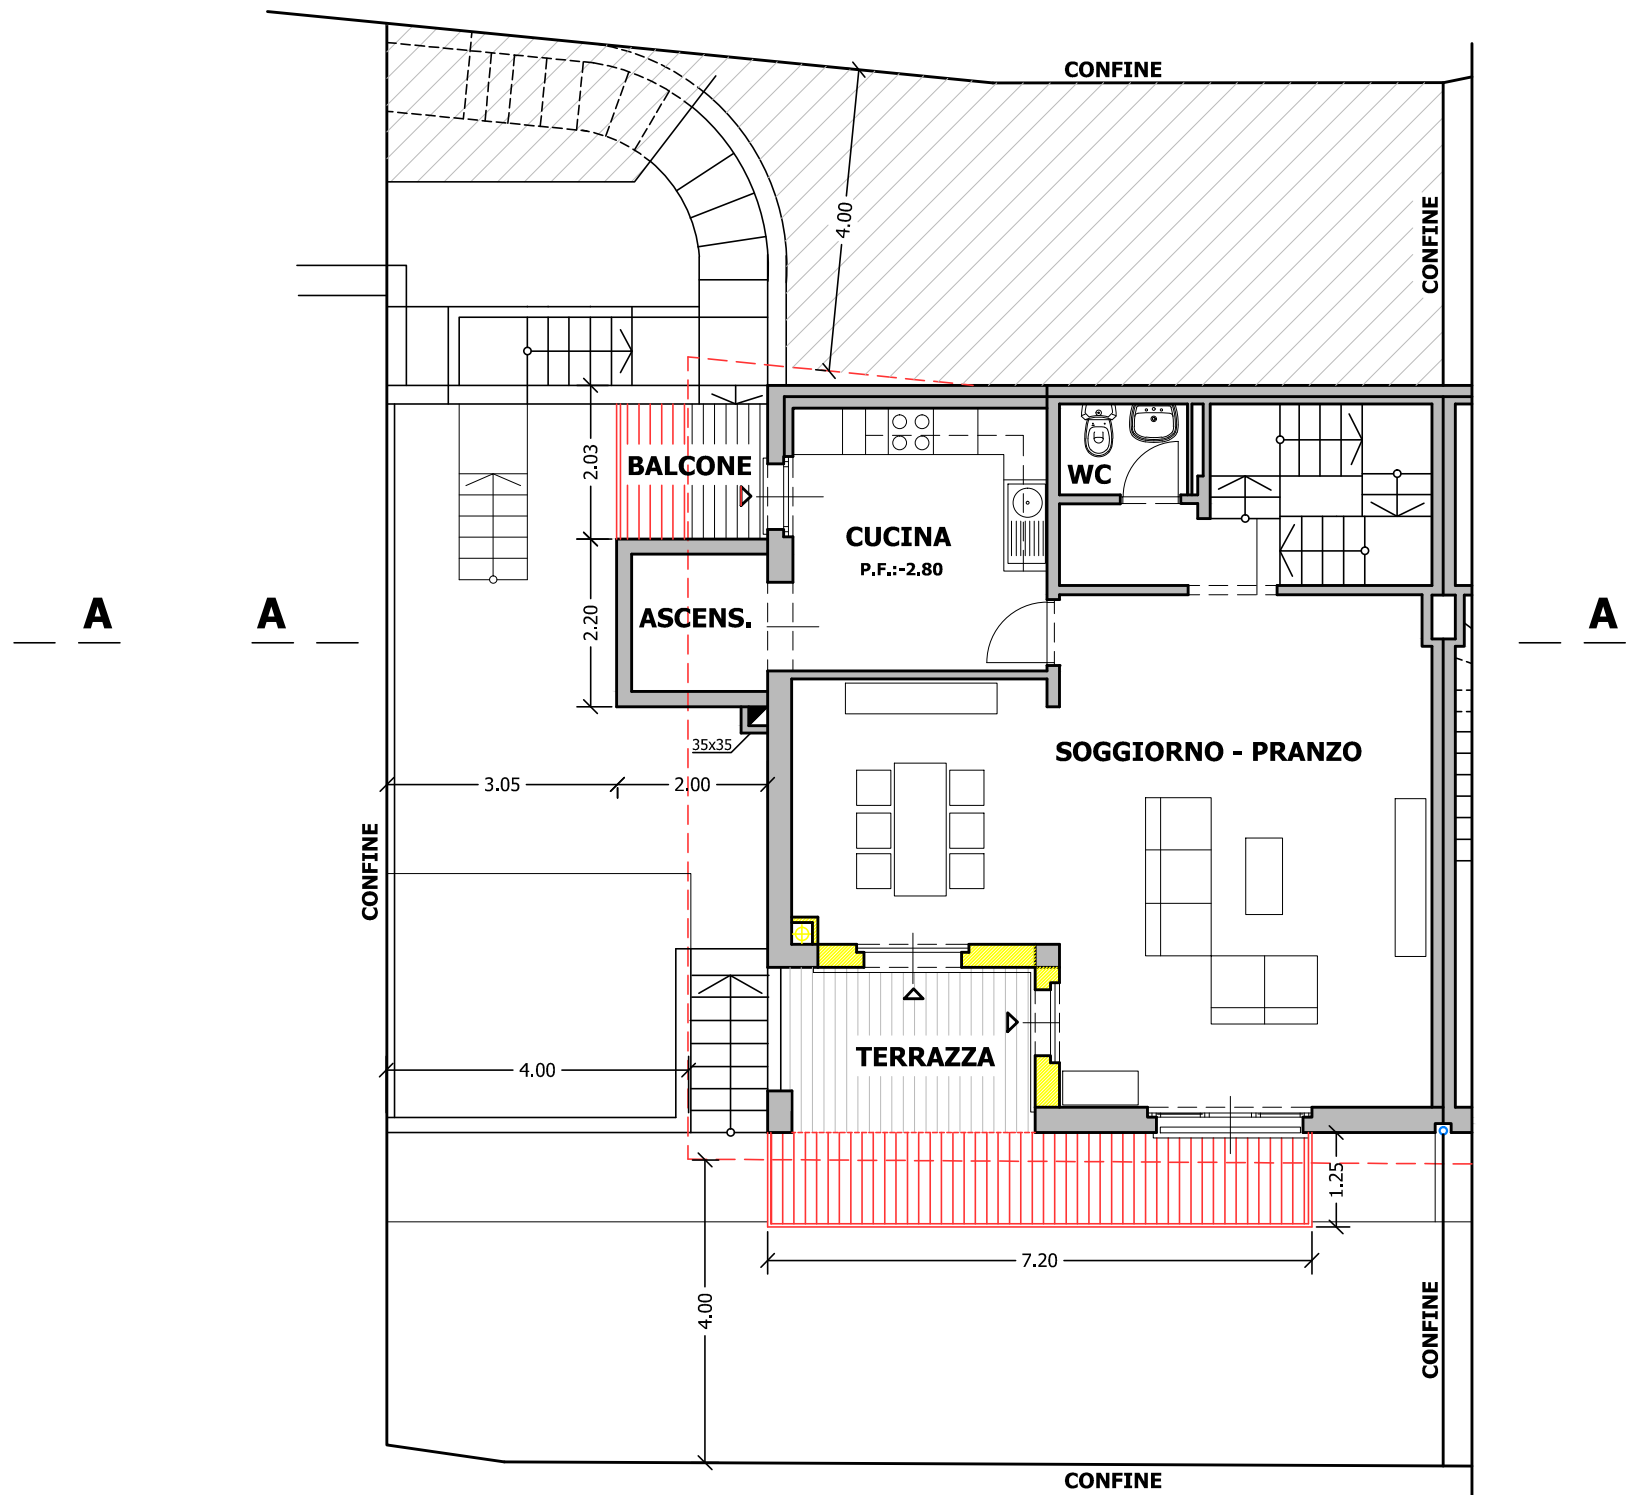 CONFINE
4.00
CONFINE
2.03
BALCONE
WC
CUCINA
P.F.:-2.80
2.20
ASCENS.
A
A
A
35x35
SOGGIORNO - PRANZO
3.05
2.00
CONFINE
TERRAZZA
4.00
1.25
7.20
4.00
CONFINE
CONFINE